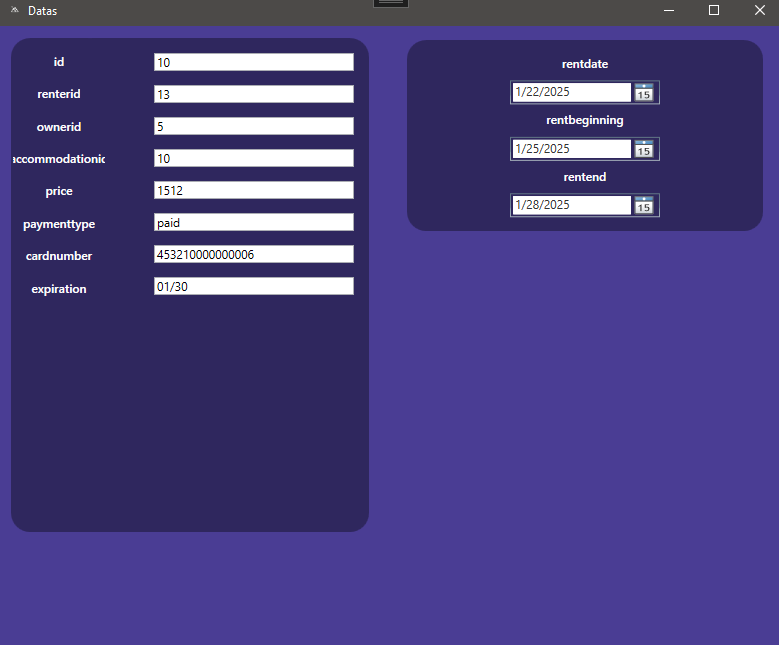 Datas
id 10
renterid 13
ownerid 5
accommodationic 10
price 1512
paymenttype paid
cardnumber 453210000000006
expiration 01/30
rentdate
1/22/2025 15
rentbeginning
1/25/2025 15
rentend
1/28/2025 15